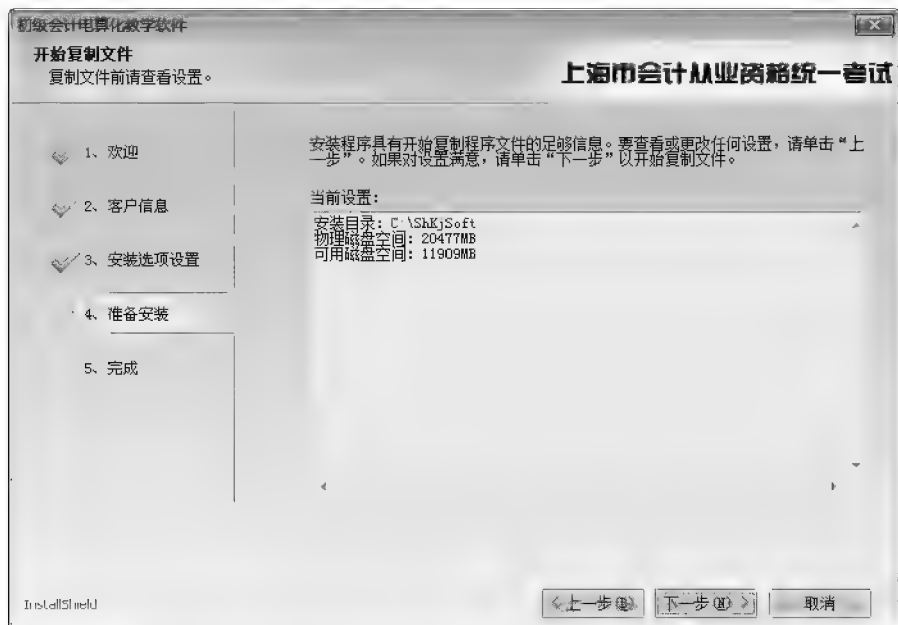 初级会计电算化教学软件
开始复制文件
复制文件前请查看设置。
上海市会计从业资格统一考试
1、欢迎
2、客户信息
3、安装选项设置
4、准备安装
5、完成
安装程序具有开始复制程序文件的足够信息。要查看或更改任何设置，请单击“上
一步”。如果对设置满意，请单击“下一步”以开始复制文件。
当前设置：
安装目录：C:\ShKjSoft
物理磁盘空间：20477MB
可用磁盘空间：11909MB
InstallShield
<上一步(B)
下一步(N)>
取消